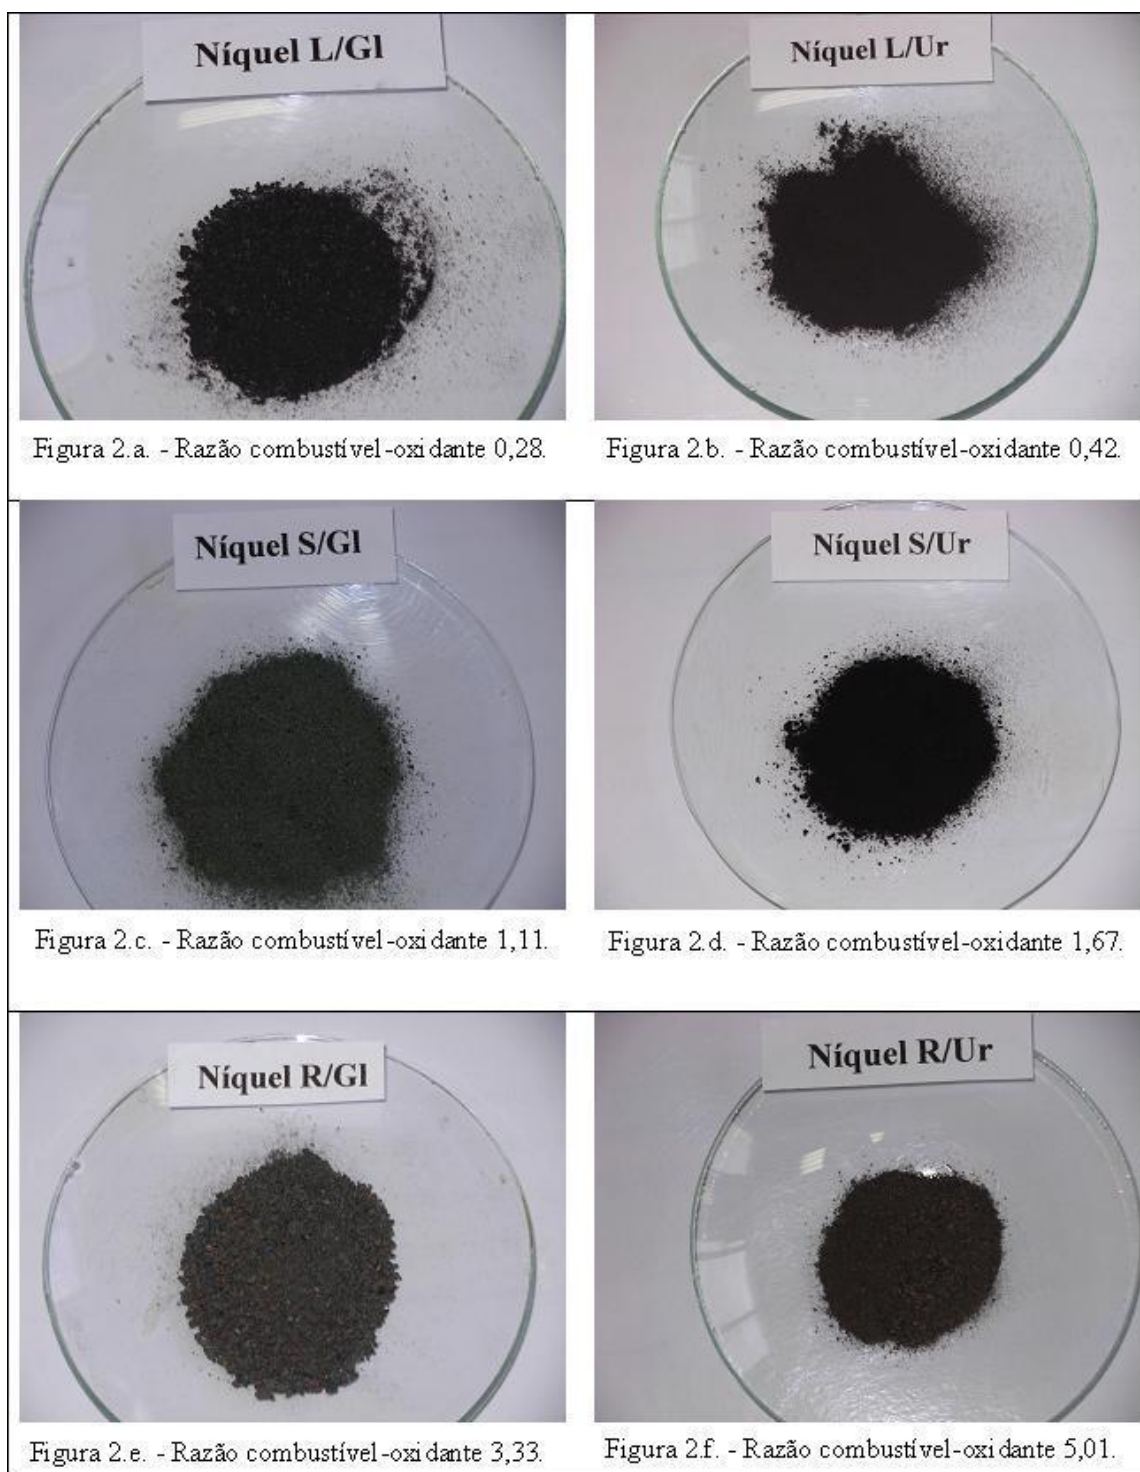 Níquel L/Gl
Níquel L/Ur
Figura 2.a. - Razão combustível-oxidante 0,28.
Figura 2.b. - Razão combustível-oxidante 0,42.
Níquel S/Gl
Níquel S/Ur
Figura 2.c. - Razão combustível-oxidante 1,11.
Figura 2.d. - Razão combustível-oxidante 1,67.
Níquel R/Gl
Níquel R/Ur
Figura 2.e. - Razão combustível-oxidante 3,33.
Figura 2.f. - Razão combustível-oxidante 5,01.